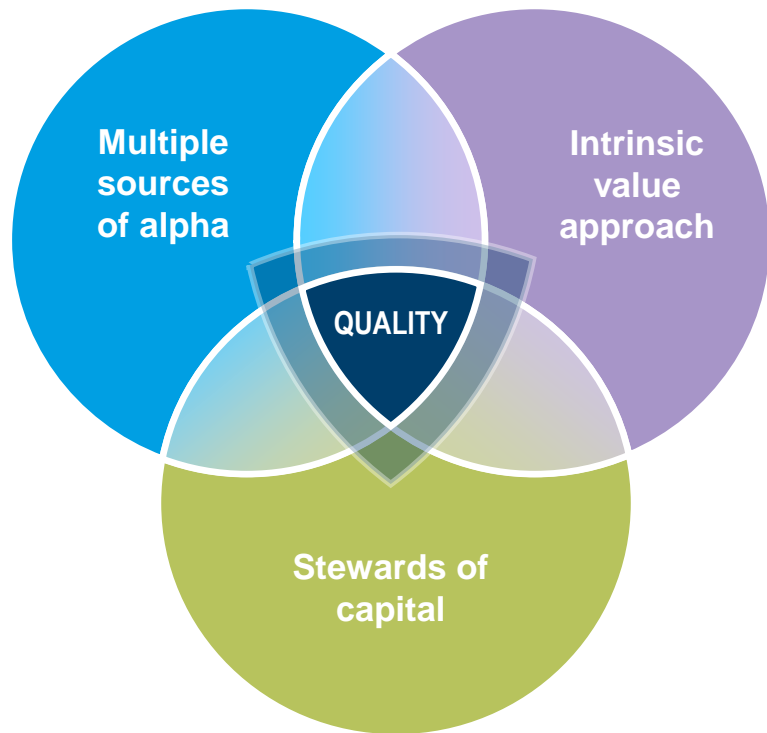 Multiple
sources
of alpha
Intrinsic
value
approach
QUALITY
Stewards of
capital